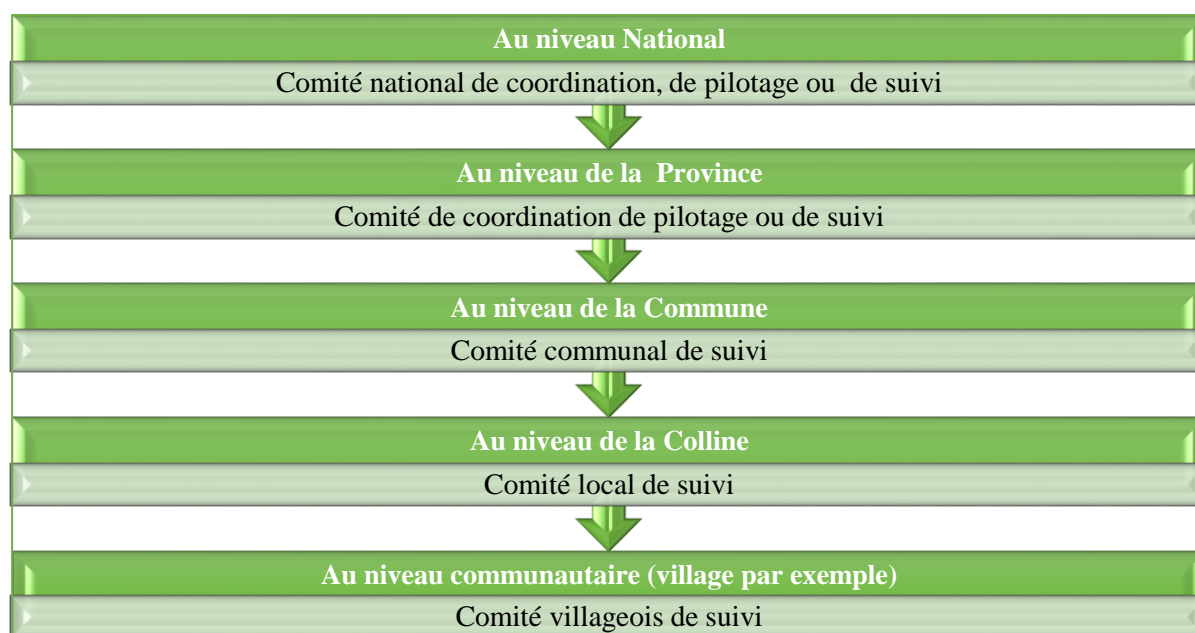 Au niveau National
Comité national de coordination, de pilotage ou de suivi
Au niveau de la Province
Comité de coordination de pilotage ou de suivi
Au niveau de la Commune
Comité communal de suivi
Au niveau de la Colline
Comité local de suivi
Au niveau communautaire (village par exemple)
Comité villageois de suivi